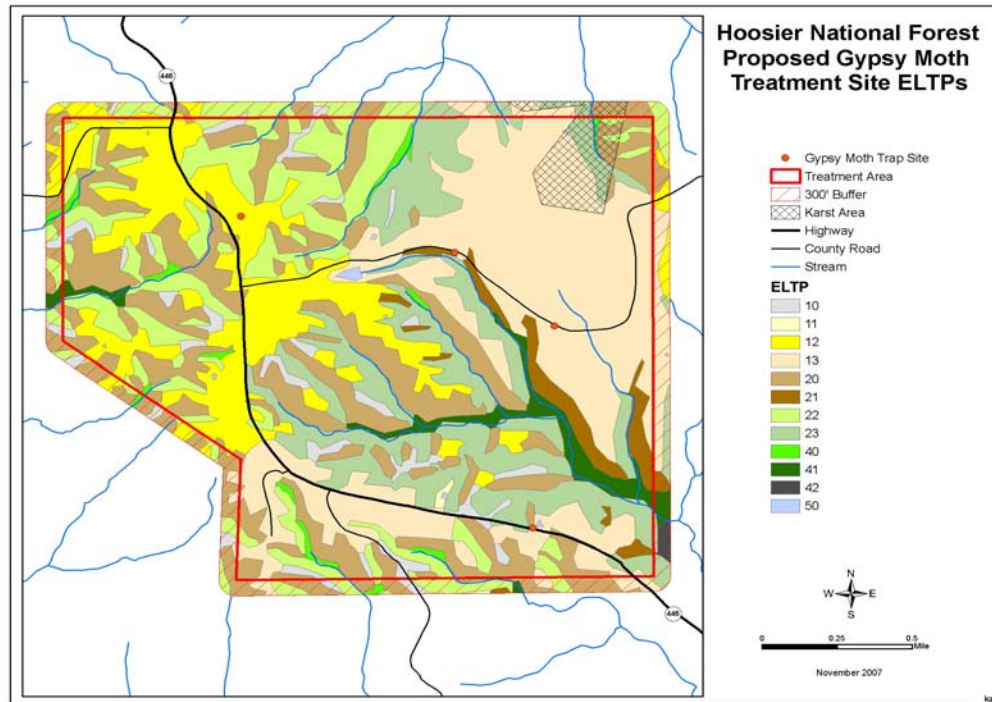 Hoosier National Forest
Proposed Gypsy Moth
Treatment Site ELTPs
446
446
Gypsy Moth Trap Site
Treatment Area
300' Buffer
Karst Area
Highway
County Road
Stream
ELTP
10
11
12
13
20
21
22
23
40
41
42
50
N
W E
S
0 0.25 0.5
Mile
November 2007